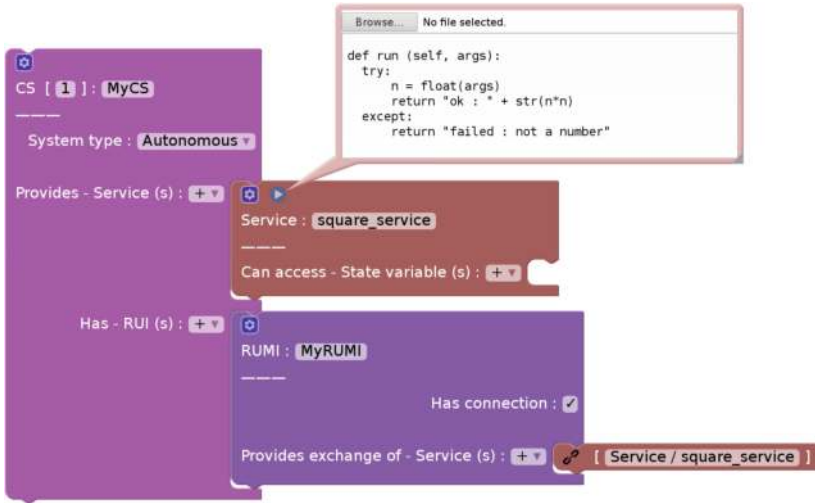 Browse... No file selected.
def run (self, args):
try:
n = float(args)
return "ok : " + str(n*n)
except:
return "failed : not a number"
CS [ 1 ] : MyCS
———
System type : Autonomous
Provides - Service (s) : +
Service : square_service
———
Can access - State variable (s) : +
Has - RUI (s) : +
RUMI : MyRUMI
———
Has connection :
Provides exchange of - Service (s) : + [ Service / square_service ]